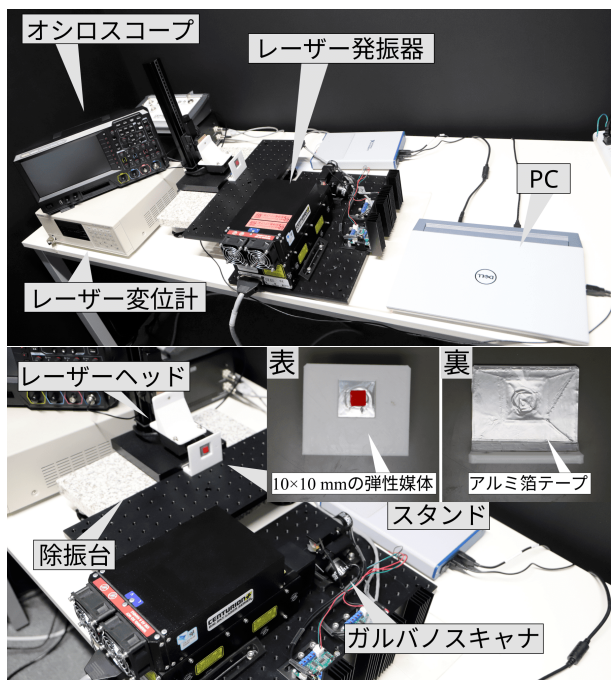 オシロスコープ
レーザー発振器
PC
DELL
レーザー変位計
レーザーヘッド
表
裏
10×10 mmの弾性媒体
アルミ箔テープ
スタンド
除振台
CENTURION
ガルバノスキャナ